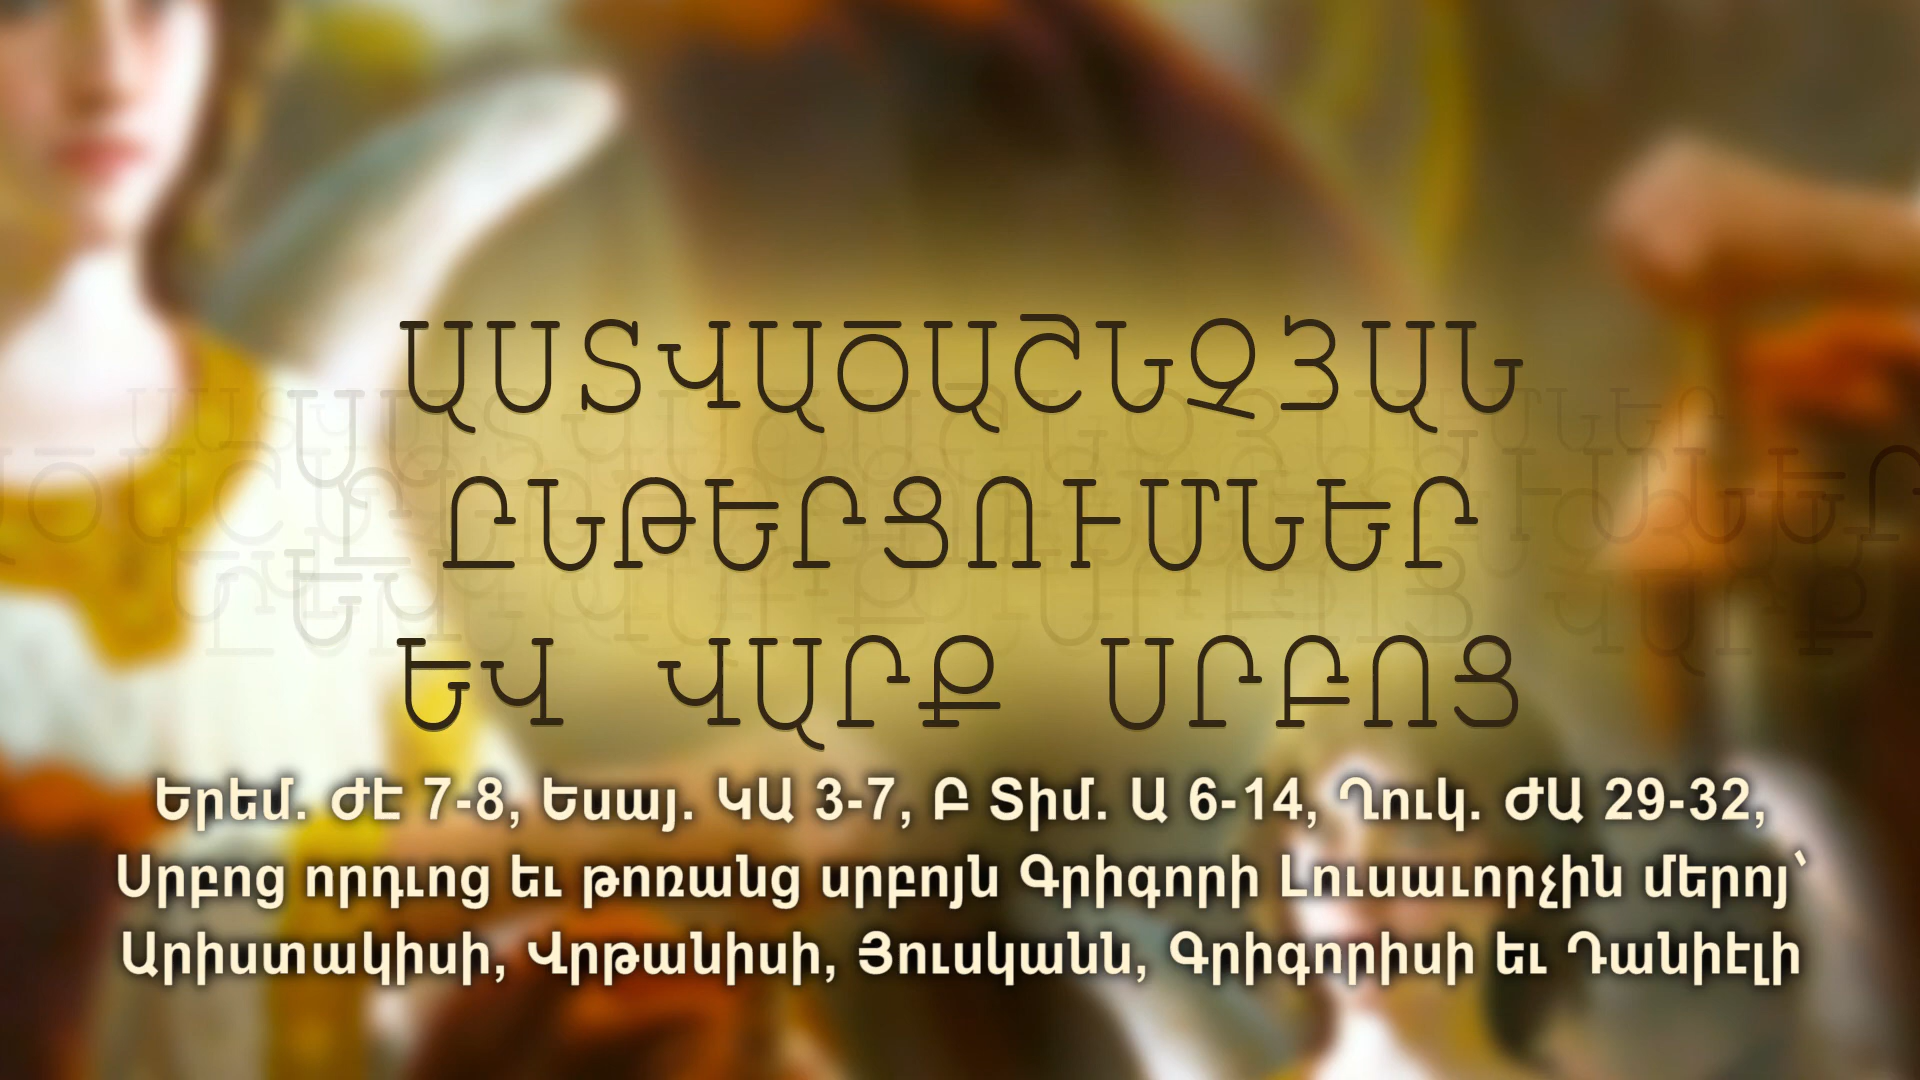 ԱՍՏՎԱԾԱՇՆՉՅԱՆ
ԸՆԹԵՐՑՈՒՄՆԵՐ
ԵՎ ՎԱՐՔ ՍՐԲՈՑ
Երեմ. ԺԷ 7-8, Եսայ. ԿԱ 3-7, Բ Տիմ. Ա 6-14, Ղուկ. ԺԱ 29-32,
Սրբոց որդւոց եւ թոռանց սրբոյն Գրիգորի Լուսաւորչին մերոյ՝
Արիստակիսի, Վրթանիսի, Յուսկանն, Գրիգորիսի եւ Դանիէլի